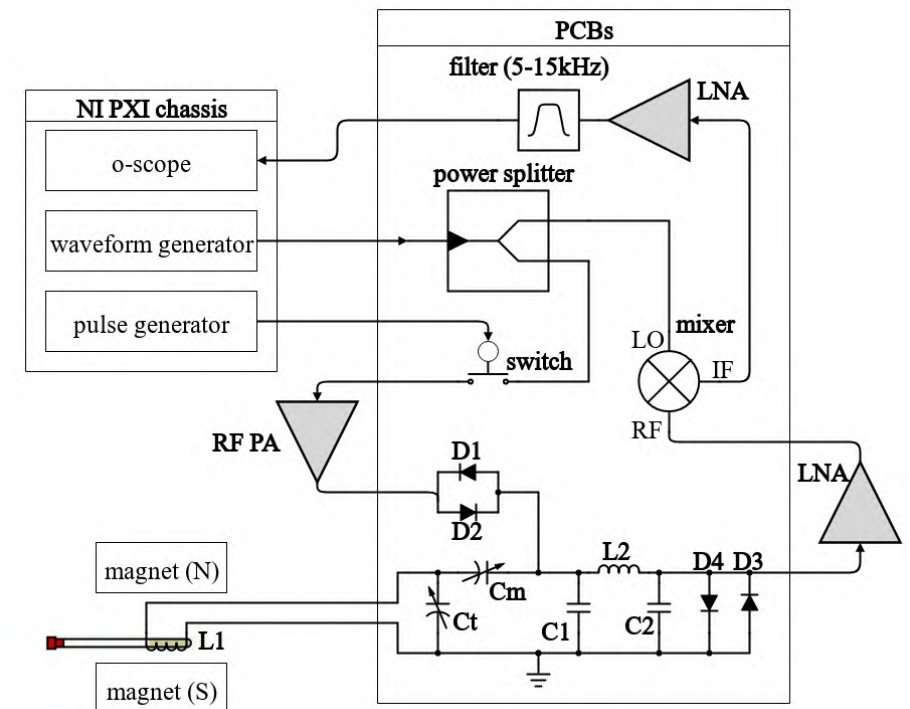 PCBs
filter (5-15kHz)
LNA
NI PXI chassis
o-scope
power splitter
waveform generator
pulse generator
switch
LO
mixer
IF
RF
RF PA
D1
D2
LNA
magnet (N)
L2
D4
D3
Cm
Ct
C1
C2
L1
magnet (S)